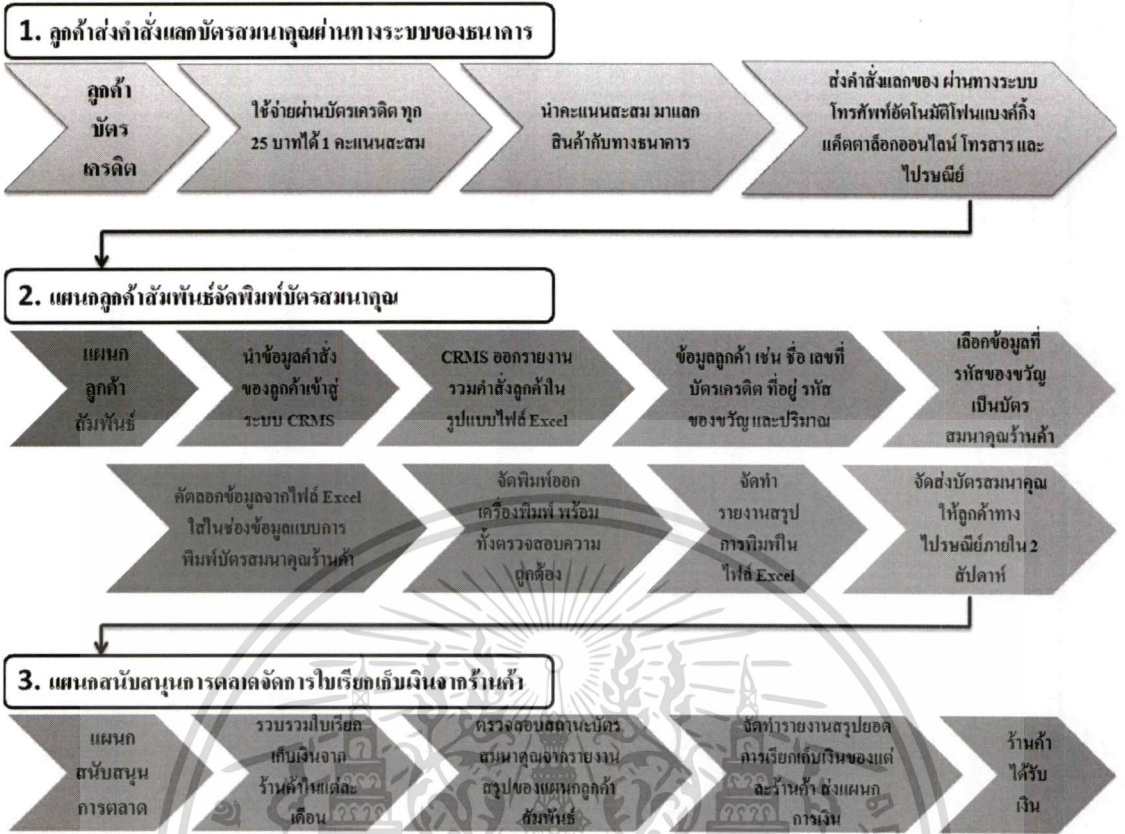 1. ลูกค้าส่งคำสั่งแลกบัตรสมนาคุณผ่านทางระบบของธนาคาร
ลูกค้า
บัตร
เครดิต
ใช้จ่ายผ่านบัตรเครดิต ทุก
25 บาทได้ 1 คะแนนสะสม
นำคะแนนสะสม มาแลก
สินค้ากับทางธนาคาร
ส่งคำสั่งแลกของ ผ่านทางระบบ
โทรศัพท์อัตโนมัติโฟนแบงค์กิ้ง
แค็ตตาล็อกออนไลน์ โทรสาร และ
ไปรษณีย์
2. แผนกลูกค้าสัมพันธ์จัดพิมพ์บัตรสมนาคุณ
แผนก
ลูกค้า
สัมพันธ์
นำข้อมูลคำสั่ง
ของลูกค้าเข้าสู่
ระบบ CRMS
CRMS ออกรายงาน
รวมคำสั่งลูกค้าใน
รูปแบบไฟล์ Excel
ข้อมูลลูกค้า เช่น ชื่อ เลขที่
บัตรเครดิต ที่อยู่ รหัส
ของขวัญ และปริมาณ
เลือกข้อมูลที่
รหัสของขวัญ
เป็นบัตร
สมนาคุณร้านค้า
คัดลอกข้อมูลจากไฟล์ Excel
ใส่ในช่องข้อมูลแบบการ
พิมพ์บัตรสมนาคุณร้านค้า
จัดพิมพ์ออก
เครื่องพิมพ์ พร้อม
ทั้งตรวจสอบความ
ถูกต้อง
จัดทำ
รายงานสรุป
การพิมพ์ใน
ไฟล์ Excel
จัดส่งบัตรสมนาคุณ
ให้ลูกค้าทาง
ไปรษณีย์ภายใน 2
สัปดาห์
3. แผนกสนับสนุนการตลาดจัดการใบเรียกเก็บเงินจากร้านค้า
แผนก
สนับสนุน
การตลาด
รวบรวมใบเรียก
เก็บเงินจาก
ร้านค้าในแต่ละ
เดือน
ตรวจสอบสถานะบัตร
สมนาคุณจากรายงาน
สรุปของแผนกลูกค้า
สัมพันธ์
จัดทำรายงานสรุปยอด
การเรียกเก็บเงินของแต่
ละร้านค้า ส่งแผนก
การเงิน
ร้านค้า
ได้รับ
เงิน